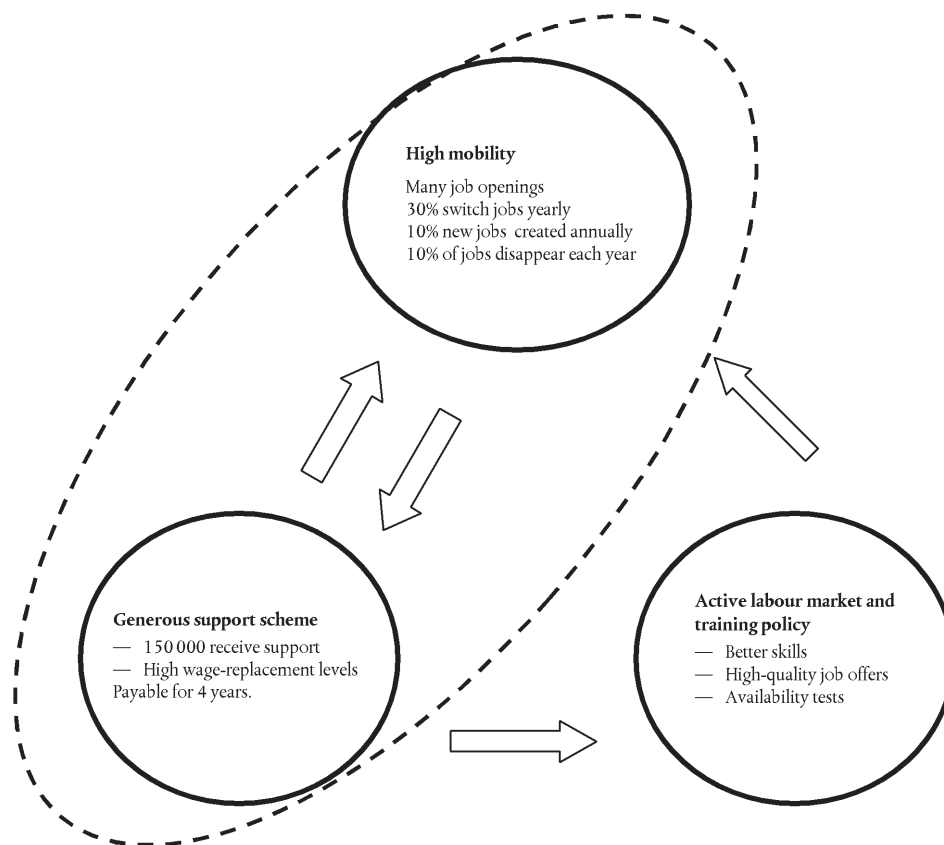 High mobility
Many job openings
30% switch jobs yearly
10% new jobs created annually
10% of jobs disappear each year
Generous support scheme
— 150 000 receive support
— High wage-replacement levels
Payable for 4 years.
Active labour market and
training policy
— Better skills
— High-quality job offers
— Availability tests